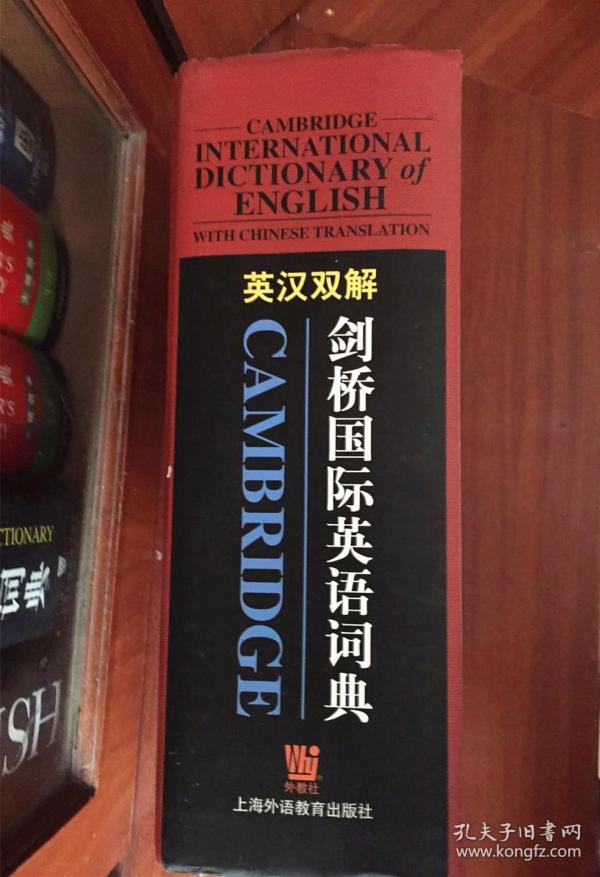 CAMBRIDGE
INTERNATIONAL
DICTIONARY of
ENGLISH
WITH CHINESE TRANSLATION
英汉双解
剑桥国际英语词典
CAMBRIDGE
Why
外教社
上海外语教育出版社
CTIONARY
孔夫子旧书网
www.kongfz.com